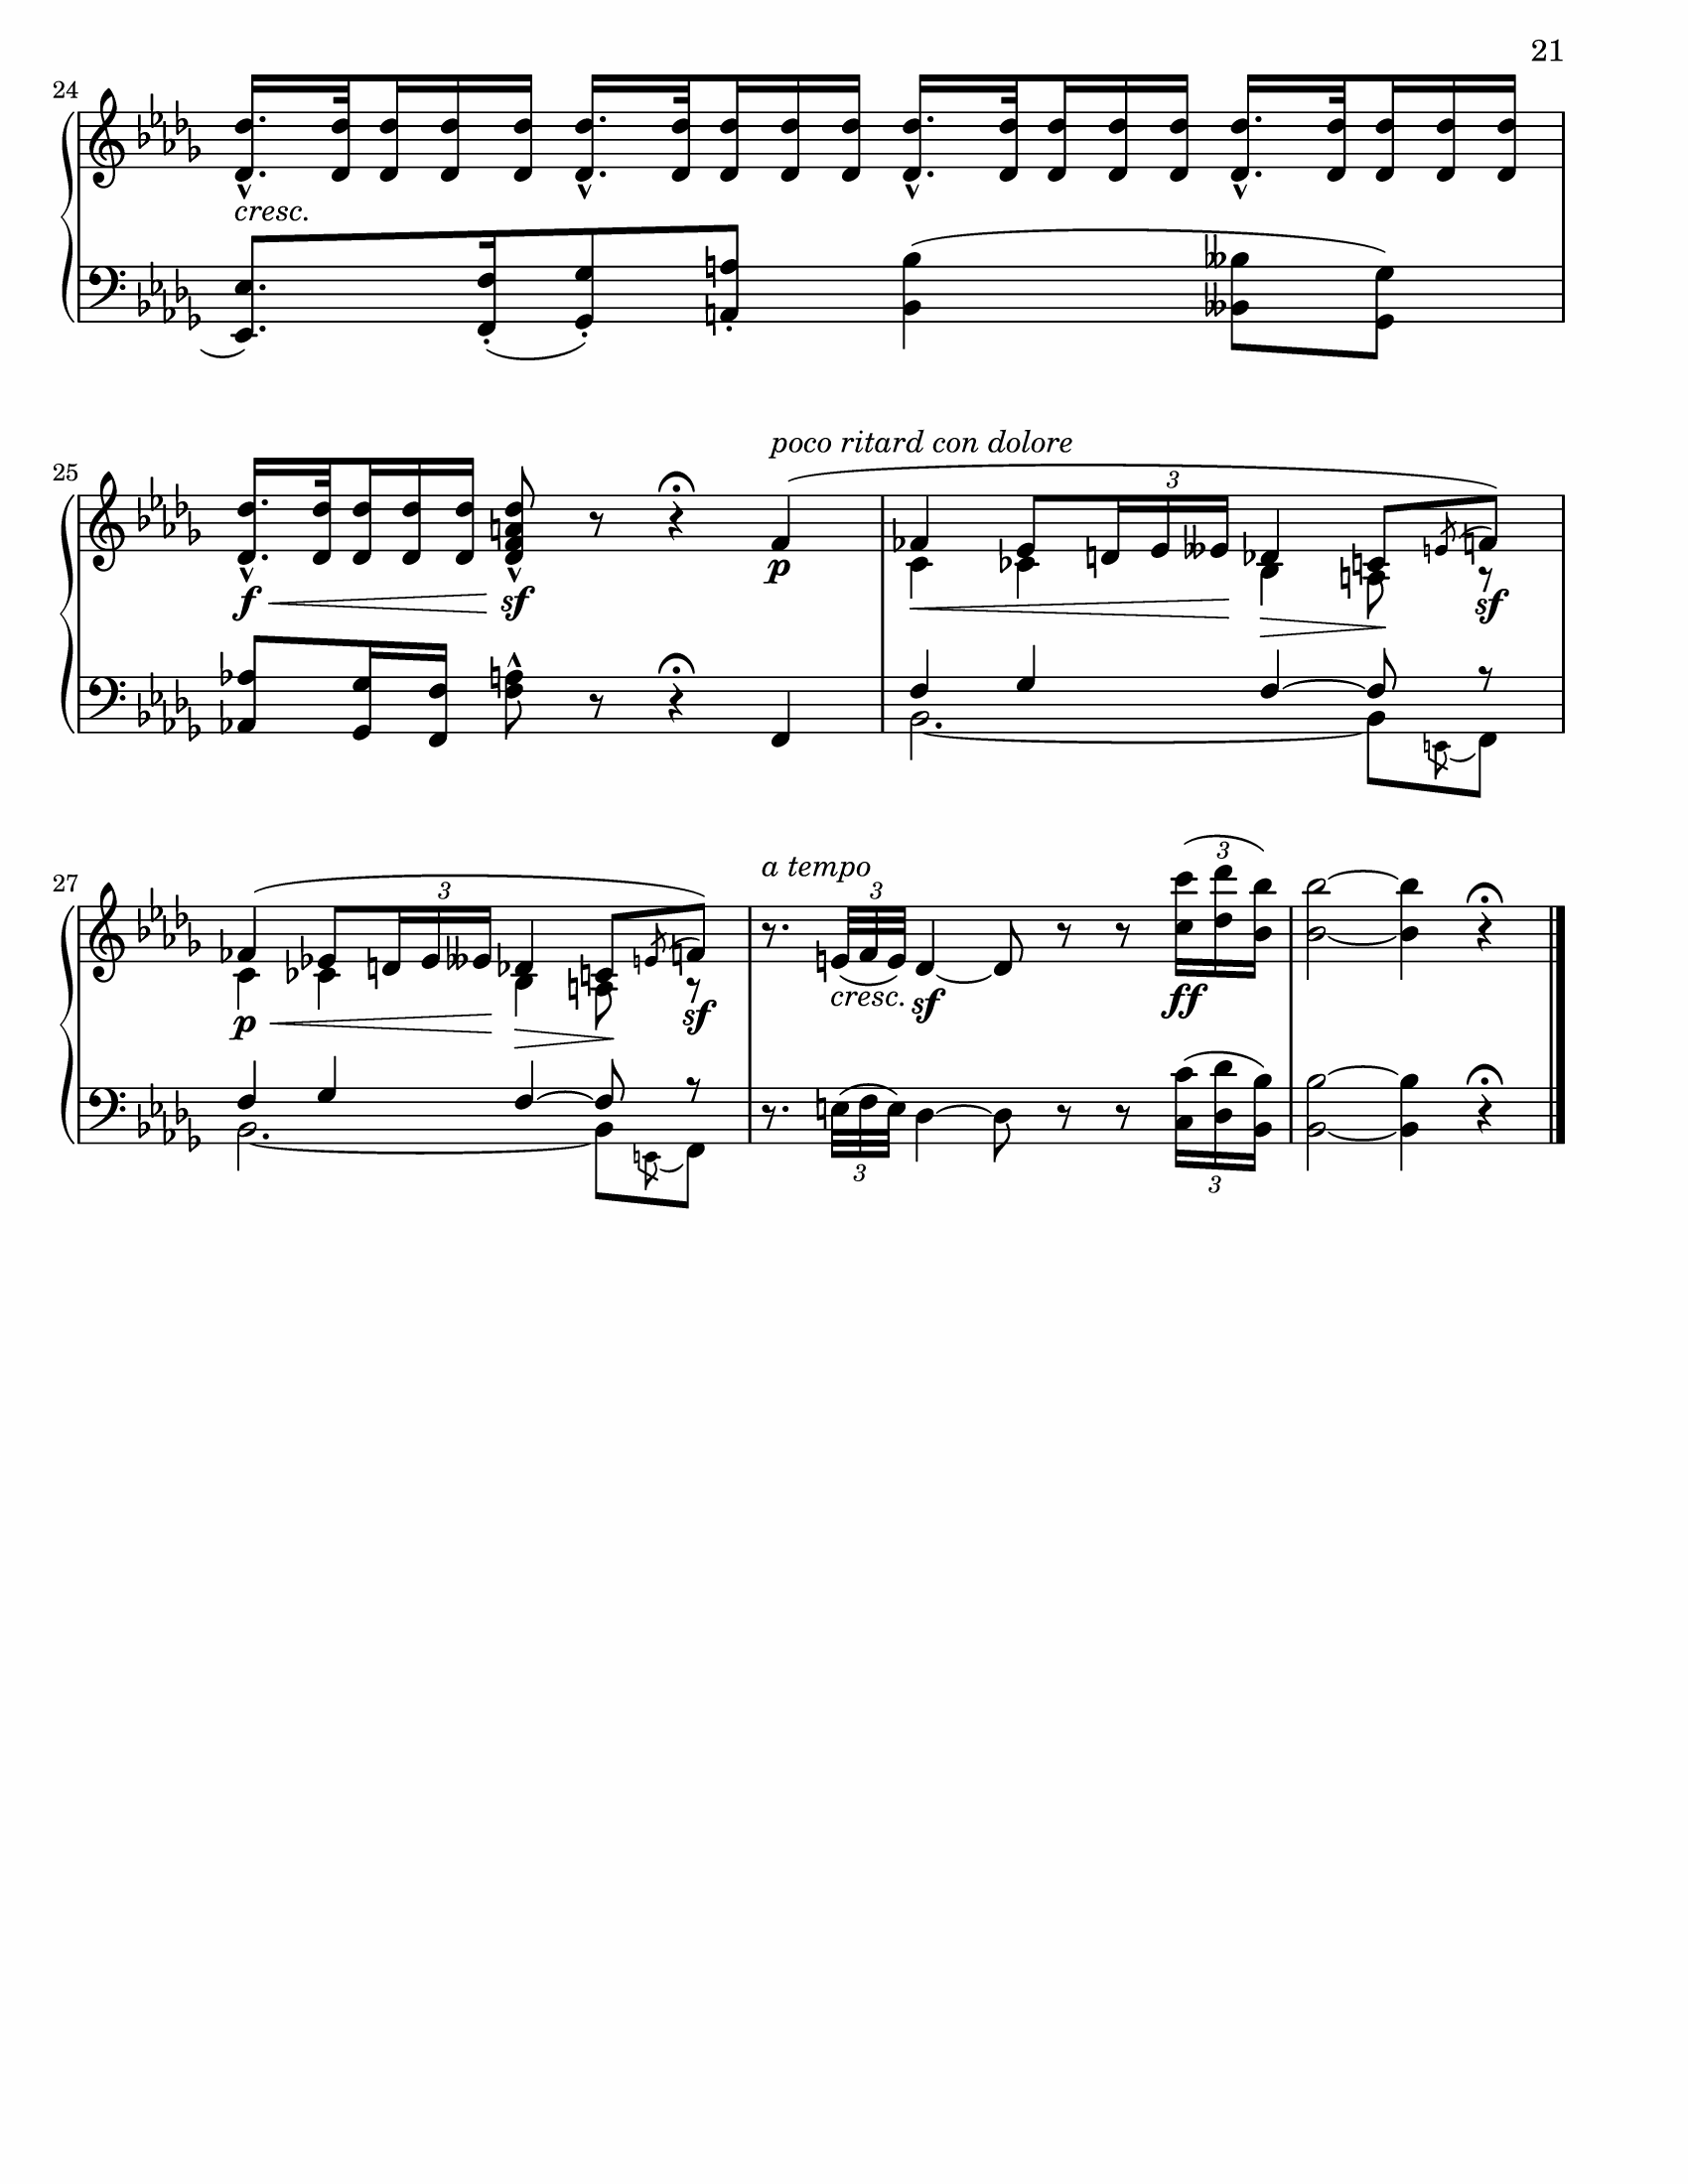 21
24
cresc.
poco ritard con dolore
25
3
f sf p sf
a tempo
27
3 3 3
p sf cresc. sf ff
3 3